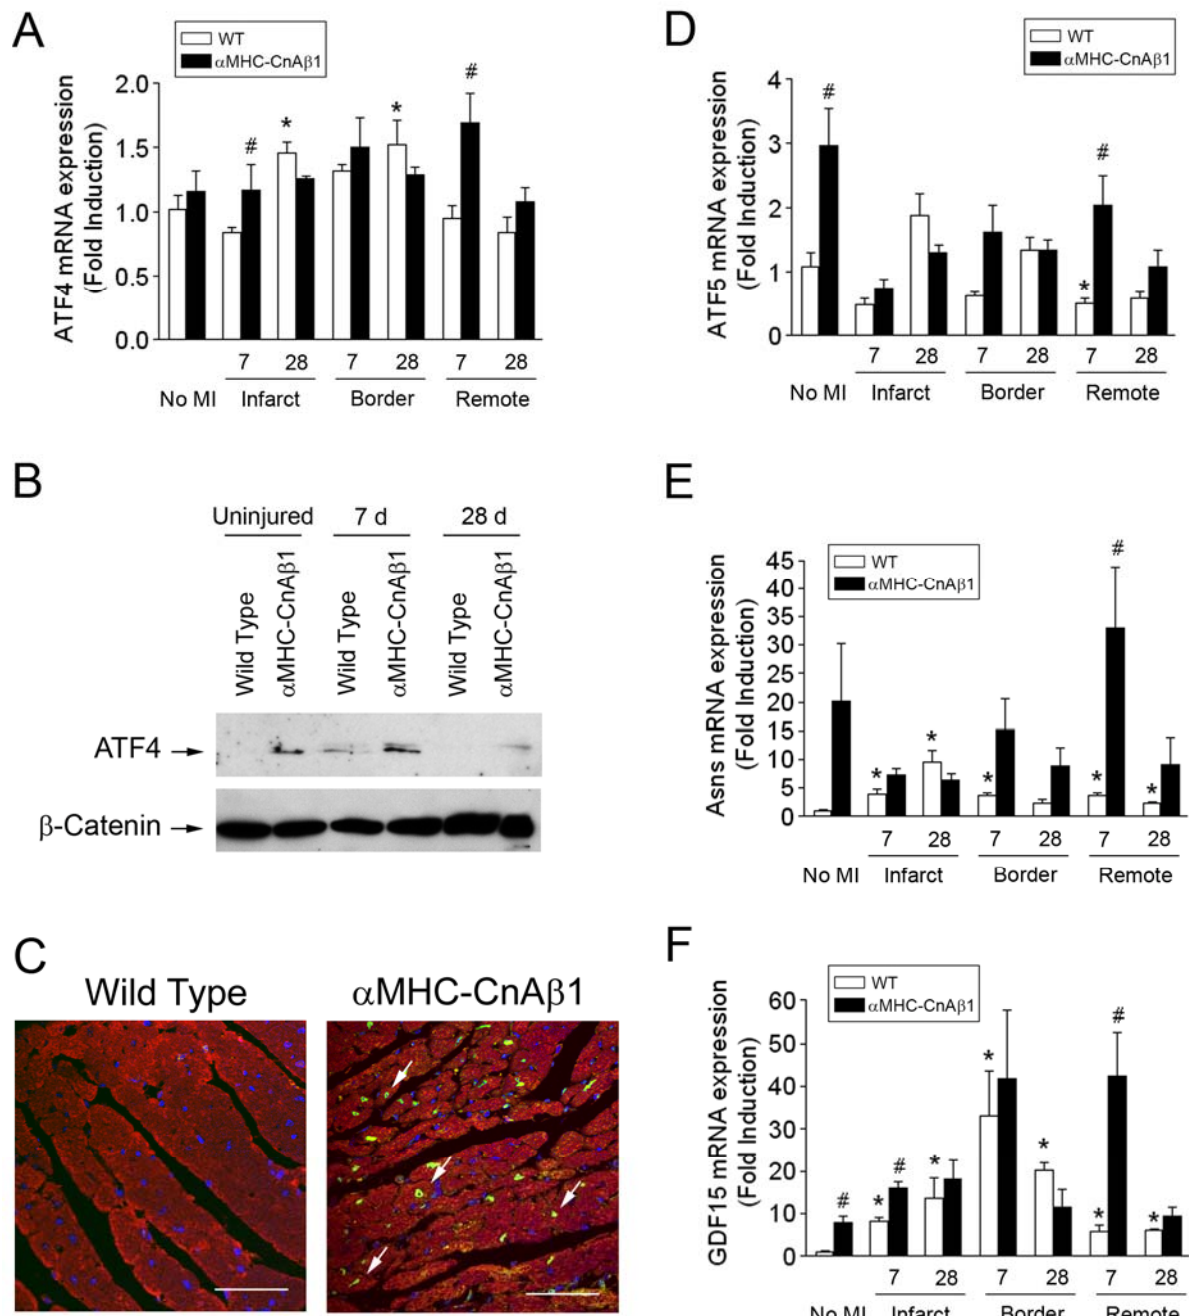 A
WT
αMHC-CnAβ1
ATF4 mRNA expression
(Fold Induction)
2.0
1.5
1.0
0.5
0.0
#
*
*
#
7 28 7 28 7 28
No MI Infarct Border Remote
B
Uninjured 7 d 28 d
Wild Type
αMHC-CnAβ1
Wild Type
αMHC-CnAβ1
Wild Type
αMHC-CnAβ1
ATF4
β-Catenin
C
Wild Type αMHC-CnAβ1
D
WT
αMHC-CnAβ1
ATF5 mRNA expression
(Fold Induction)
4
3
2
1
0
#
*
#
7 28 7 28 7 28
No MI Infarct Border Remote
E
WT
αMHC-CnAβ1
Asns mRNA expression
(Fold Induction)
45
40
35
30
25
20
15
10
5
0
*
*
*
*
#
*
7 28 7 28 7 28
No MI Infarct Border Remote
F
WT
αMHC-CnAβ1
GDF15 mRNA expression
(Fold Induction)
60
50
40
30
20
10
0
#
*
#
*
*
*
*
#
*
7 28 7 28 7 28
No MI Infarct Border Remote